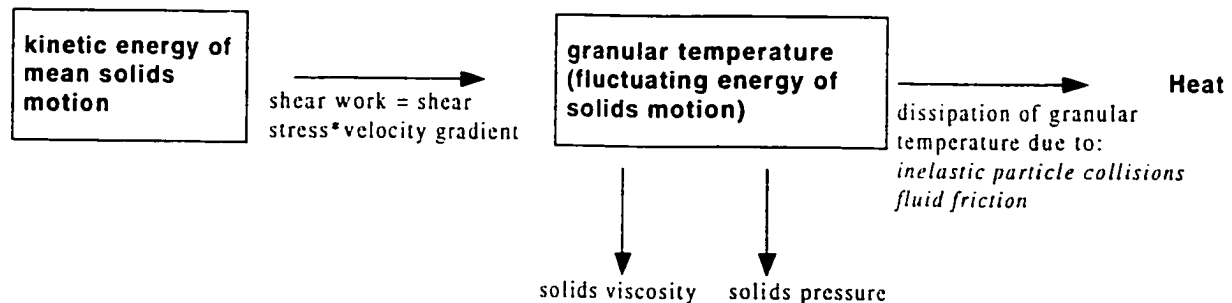 kinetic energy of
mean solids
motion
shear work = shear
stress*velocity gradient
granular temperature
(fluctuating energy of
solids motion)
Heat
dissipation of granular
temperature due to:
inelastic particle collisions
fluid friction
solids viscosity
solids pressure